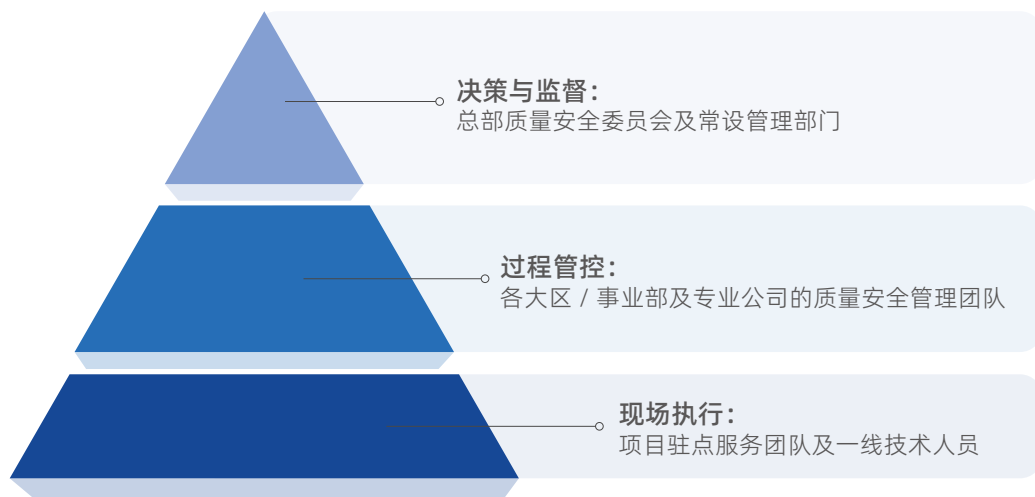 决策与监督：
总部质量安全委员会及常设管理部门
过程管控：
各大区 / 事业部及专业公司的质量安全管理团队
现场执行：
项目驻点服务团队及一线技术人员